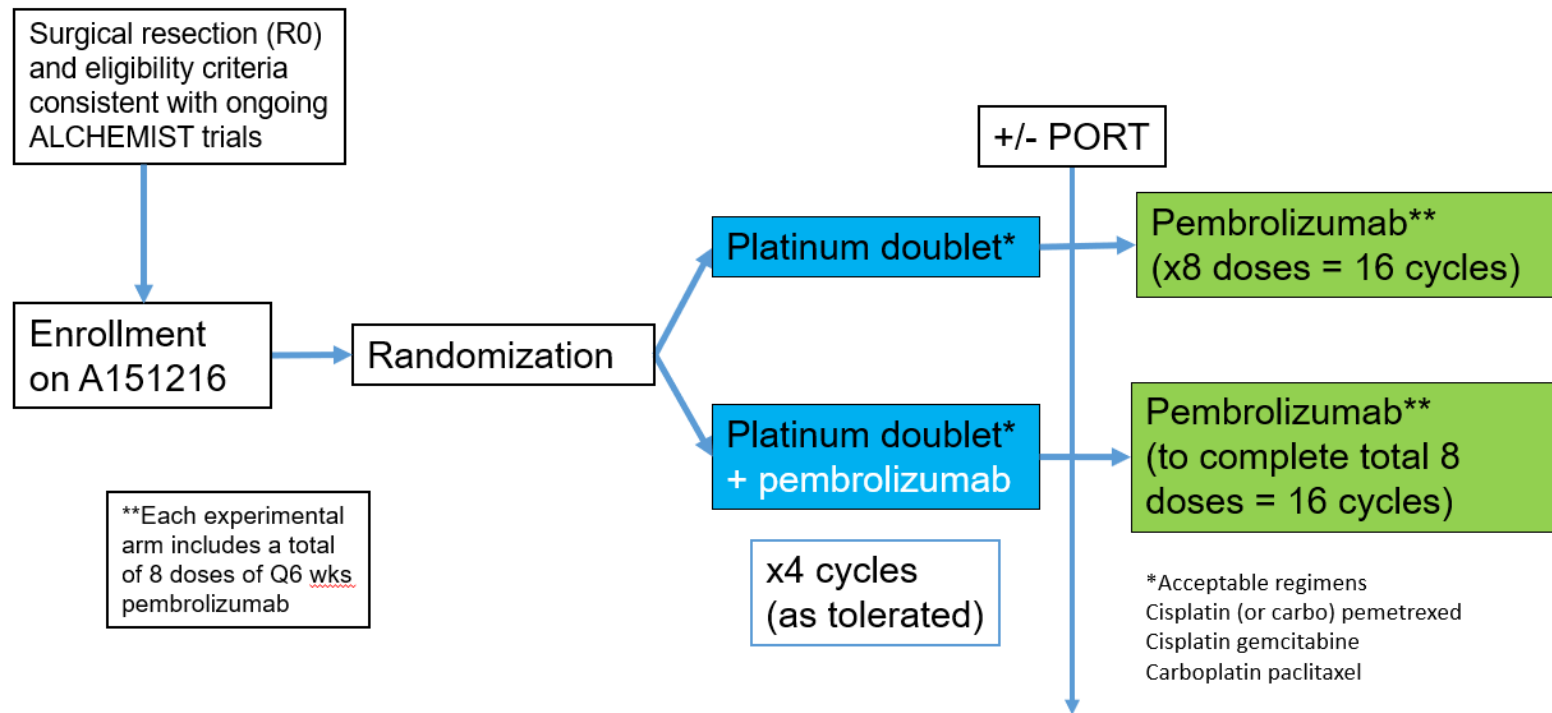 Surgical resection (R0)
and eligibility criteria
consistent with ongoing
ALCHEMIST trials
Enrollment
on A151216
Randomization
Platinum doublet*
Platinum doublet*
+ pembrolizumab
x4 cycles
(as tolerated)
+/- PORT
Pembrolizumab**
(x8 doses = 16 cycles)
Pembrolizumab**
(to complete total 8
doses = 16 cycles)
**Each experimental
arm includes a total
of 8 doses of Q6 wks
pembrolizumab
*Acceptable regimens
Cisplatin (or carbo) pemetrexed
Cisplatin gemcitabine
Carboplatin paclitaxel